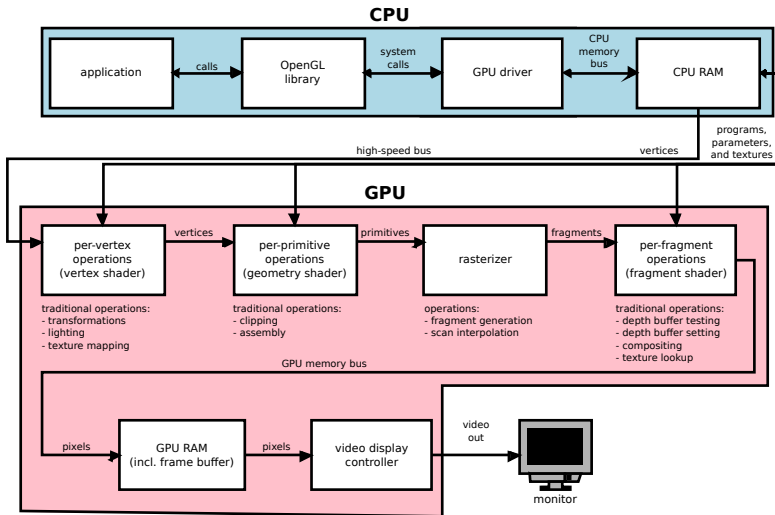 CPU
application
calls
OpenGL
library
system
calls
GPU driver
CPU
memory
bus
CPU RAM
high-speed bus
vertices
programs,
parameters,
and textures
GPU
per-vertex
operations
(vertex shader)
vertices
per-primitive
operations
(geometry shader)
primitives
rasterizer
fragments
per-fragment
operations
(fragment shader)
traditional operations:
- transformations
- lighting
- texture mapping
traditional operations:
- clipping
- assembly
operations:
- fragment generation
- scan interpolation
traditional operations:
- depth buffer testing
- depth buffer setting
- compositing
- texture lookup
GPU memory bus
pixels
GPU RAM
(incl. frame buffer)
pixels
video display
controller
video
out
monitor